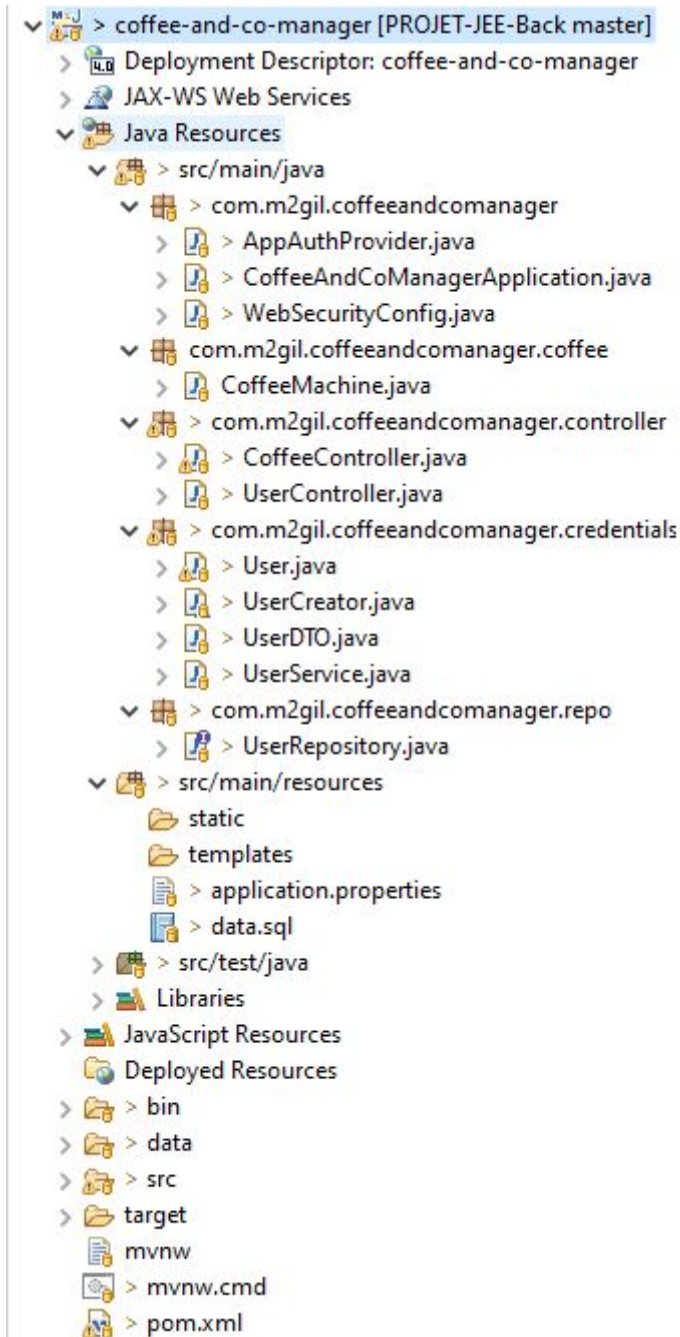 > coffee-and-co-manager [PROJET-JEE-Back master]
Deployment Descriptor: coffee-and-co-manager
JAX-WS Web Services
Java Resources
> src/main/java
> com.m2gil.coffeeandcomanager
> AppAuthProvider.java
> CoffeeAndCoManagerApplication.java
> WebSecurityConfig.java
com.m2gil.coffeeandcomanager.coffee
CoffeeMachine.java
> com.m2gil.coffeeandcomanager.controller
> CoffeeController.java
> UserController.java
> com.m2gil.coffeeandcomanager.credentials
> User.java
> UserCreator.java
> UserDTO.java
> UserService.java
> com.m2gil.coffeeandcomanager.repo
> UserRepository.java
> src/main/resources
static
templates
> application.properties
> data.sql
> src/test/java
Libraries
JavaScript Resources
Deployed Resources
> bin
> data
> src
target
mvnw
> mvnw.cmd
> pom.xml